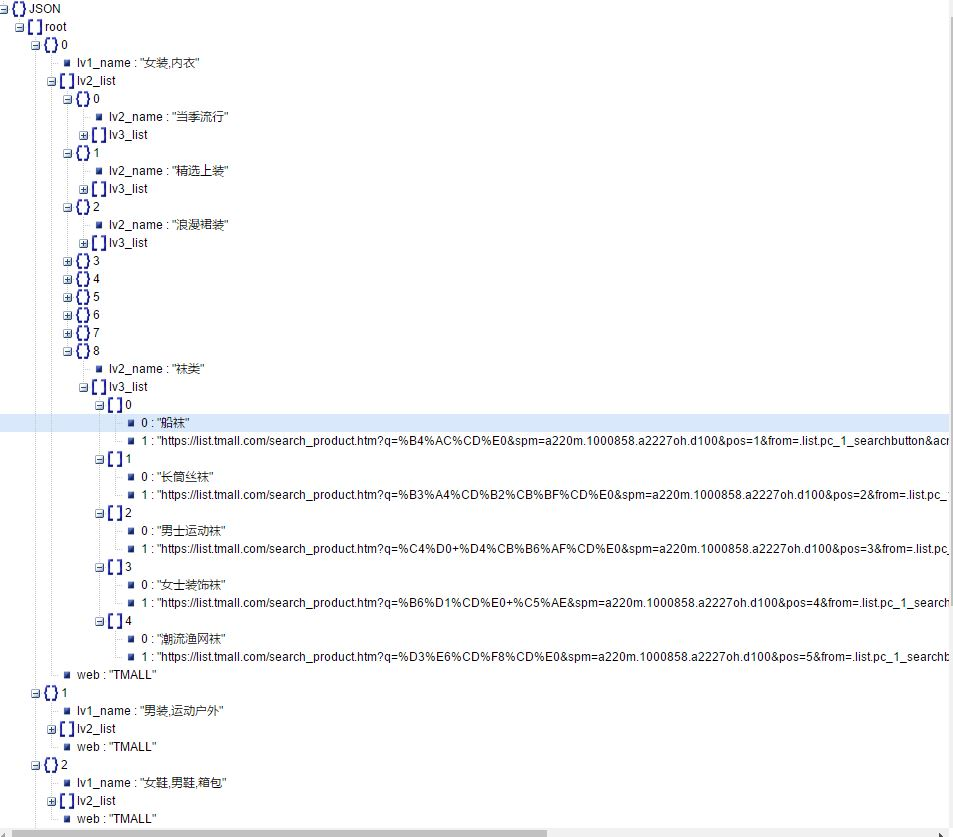 JSON
root
0
lv1_name : "女装,内衣"
lv2_list
0
lv2_name : "当季流行"
lv3_list
1
lv2_name : "精选上装"
lv3_list
2
lv2_name : "浪漫裙装"
lv3_list
3
4
5
6
7
8
lv2_name : "袜类"
lv3_list
0
0 : "船袜"
1 : "https://list.tmall.com/search_product.htm?q=%B4%AC%CD%E0&spm=a220m.1000858.a2227oh.d100&pos=1&from=.list.pc_1_searchbutton&acr
1
0 : "长筒丝袜"
1 : "https://list.tmall.com/search_product.htm?q=%B3%A4%CD%B2%CB%BF%CD%E0&spm=a220m.1000858.a2227oh.d100&pos=2&from=.list.pc_
2
0 : "男士运动袜"
1 : "https://list.tmall.com/search_product.htm?q=%C4%D0+%D4%CB%B6%AF%CD%E0&spm=a220m.1000858.a2227oh.d100&pos=3&from=.list.pc_
3
0 : "女士装饰袜"
1 : "https://list.tmall.com/search_product.htm?q=%B6%D1%CD%E0+%C5%AE&spm=a220m.1000858.a2227oh.d100&pos=4&from=.list.pc_1_search
4
0 : "潮流渔网袜"
1 : "https://list.tmall.com/search_product.htm?q=%D3%E6%CD%F8%CD%E0&spm=a220m.1000858.a2227oh.d100&pos=5&from=.list.pc_1_searchb
web : "TMALL"
1
lv1_name : "男装,运动户外"
lv2_list
web : "TMALL"
2
lv1_name : "女鞋,男鞋,箱包"
lv2_list
web : "TMALL"